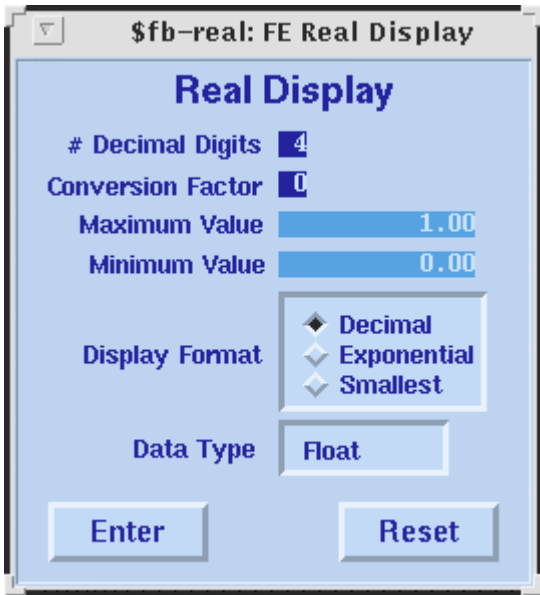 $fb-real: FE Real Display
Real Display
# Decimal Digits 4
Conversion Factor 0
Maximum Value 1.00
Minimum Value 0.00
Display Format
Decimal
Exponential
Smallest
Data Type Float
Enter Reset